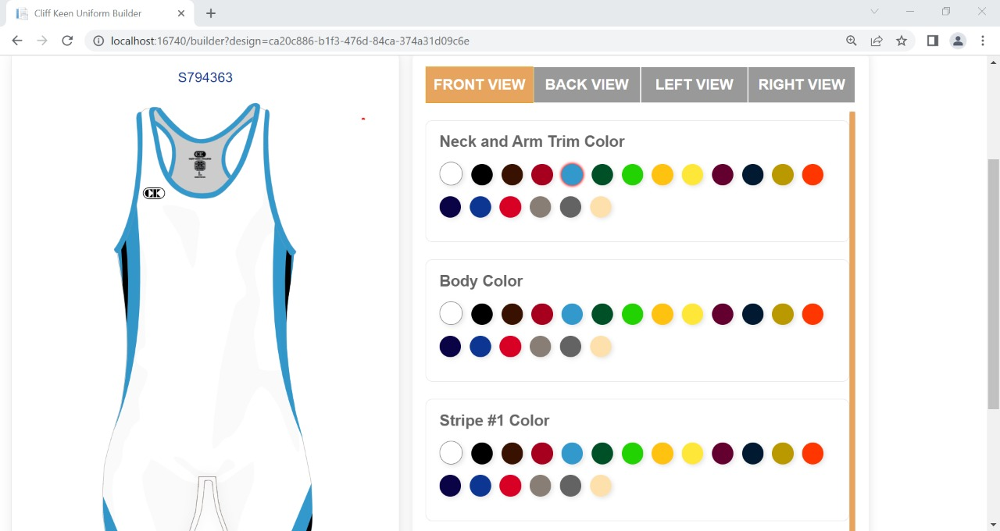 Cliff Keen Uniform Builder
localhost:16740/builder?design=ca20c886-b1f3-476d-84ca-374a31d09c6e
S794363
CK
CK
L
FRONT VIEW
BACK VIEW
LEFT VIEW
RIGHT VIEW
Neck and Arm Trim Color
Body Color
Stripe #1 Color